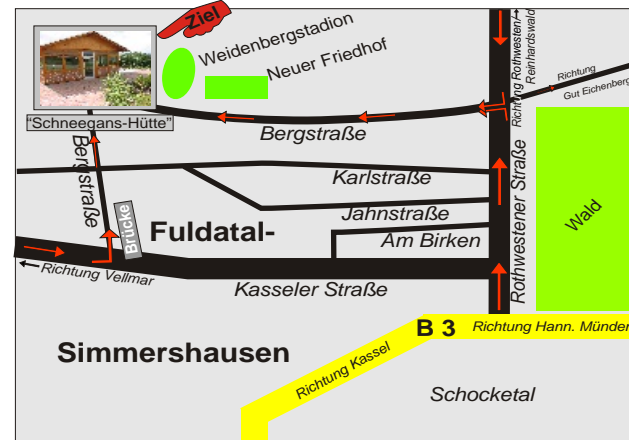 Ziel
Weidenbergstadion
Neuer Friedhof
"Schneegans-Hütte"
Bergstraße
Bergstraße
Richtung Rothwesten/→
Reinhardswald
Richtung
Gut Eichenberg
Karlstraße
Jahnstraße
Am Birken
Rothwestener Straße
Wald
Brücke
Fuldatal-
← Richtung Vellmar
Kasseler Straße
B 3
Richtung Hann. Münden
Simmershausen
Richtung Kassel
Schocketal